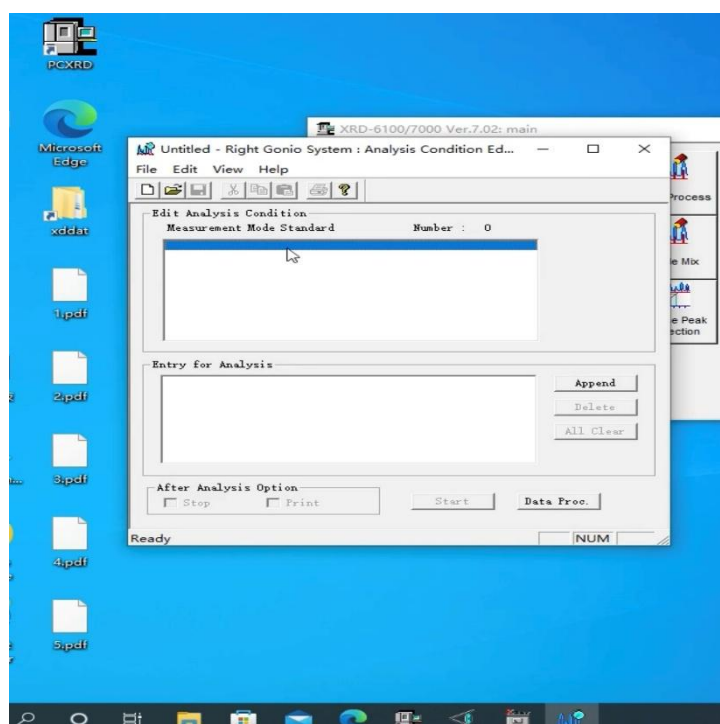 PCXRD
Microsoft
Edge
xddat
1.pdf
2.pdf
3.pdf
4.pdf
5.pdf
XRD-6100/7000 Ver.7.02: main
Untitled - Right Gonio System : Analysis Condition Ed...
File Edit View Help
Edit Analysis Condition
Measurement Mode Standard Number : 0
Entry for Analysis
Append
Delete
All Clear
After Analysis Option
Stop Print
Start
Data Proc.
Ready
NUM
Process
e Mix
e Peak
ection